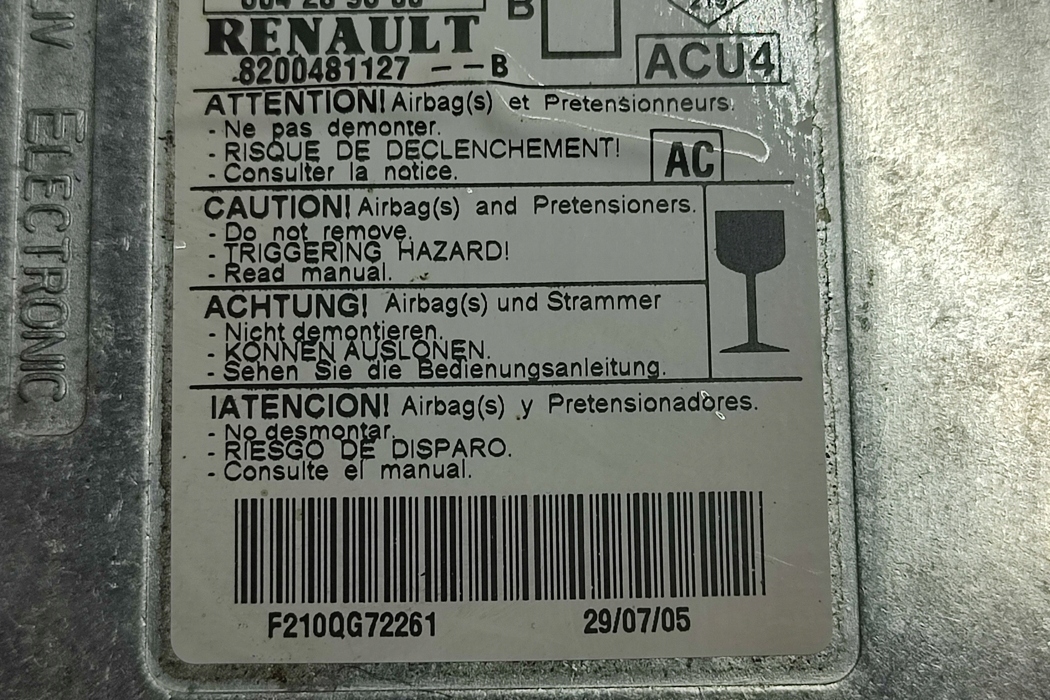 B
RENAULT
8200481127 --B
ACU4
ATTENTION! Airbag(s) et Pretensionneurs.
- Ne pas demonter.
- RISQUE DE DECLENCHEMENT!
- Consulter la notice.
AC
CAUTION! Airbag(s) and Pretensioners.
- Do not remove.
- TRIGGERING HAZARD!
- Read manual.
ACHTUNG! Airbag(s) und Strammer
- Nicht demontieren.
- KONNEN AUSLONEN.
- Sehen Sie die Bedienungsanleitung.
IATENCION! Airbag(s) y Pretensionadores.
- No desmontar.
- RIESGO DE DISPARO.
- Consulte el manual.
F210QG72261 29/07/05
ELECTRONIC